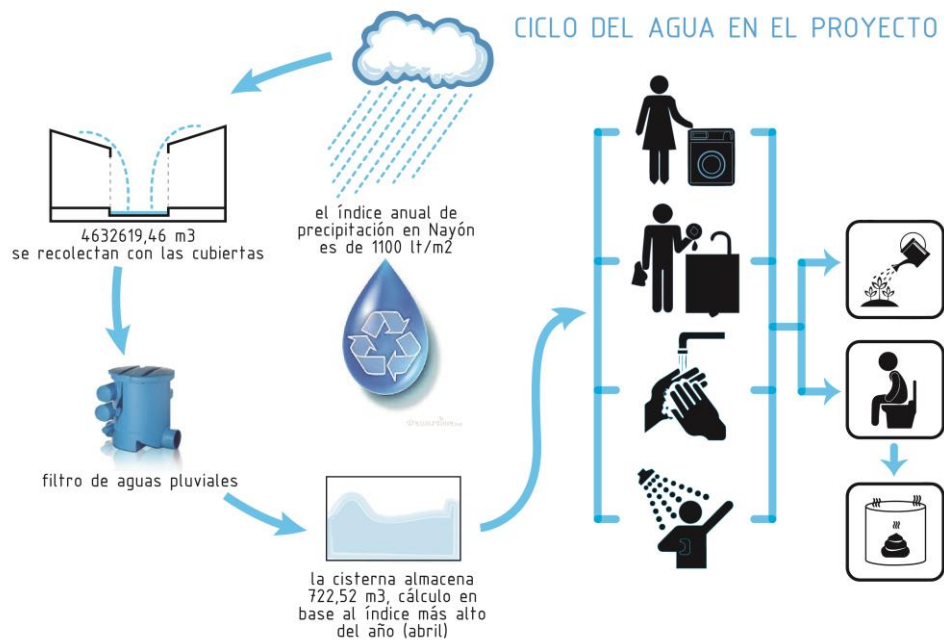 CICLO DEL AGUA EN EL PROYECTO
4632619,46 m3
se recolectan con las cubiertas
el índice anual de
precipitación en Nayón
es de 1100 lt/m2
filtro de aguas pluviales
la cisterna almacena
722,52 m3, cálculo en
base al índice más alto
del año (abril)